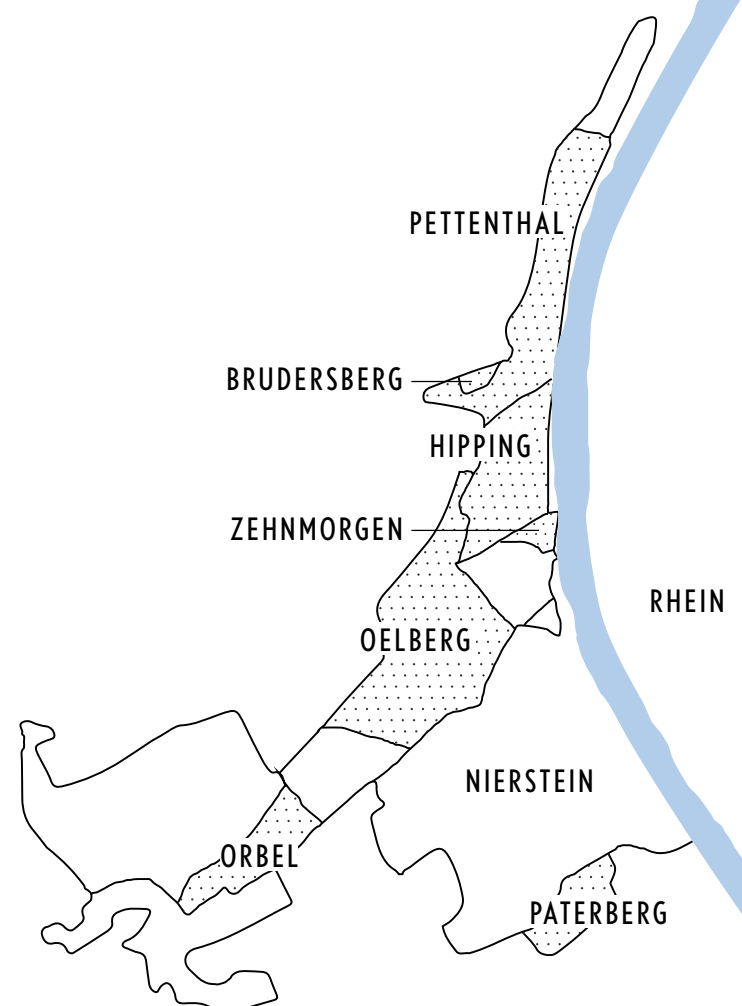 PETTENTHAL
BRUDERSBERG
HIPPING
ZEHNMORGEN
RHEIN
OELBERG
NIERSTEIN
ORBEL
PATERBERG